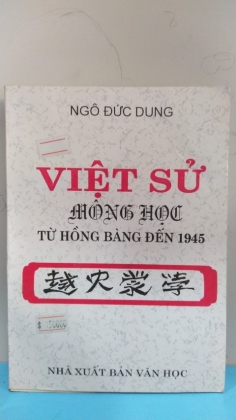 NGÔ ĐỨC DUNG
VIỆT SỬ
MÔNG HỌC
TỪ HỒNG BÀNG ĐẾN 1945
越史蒙学
NHÀ XUẤT BẢN VĂN HỌC